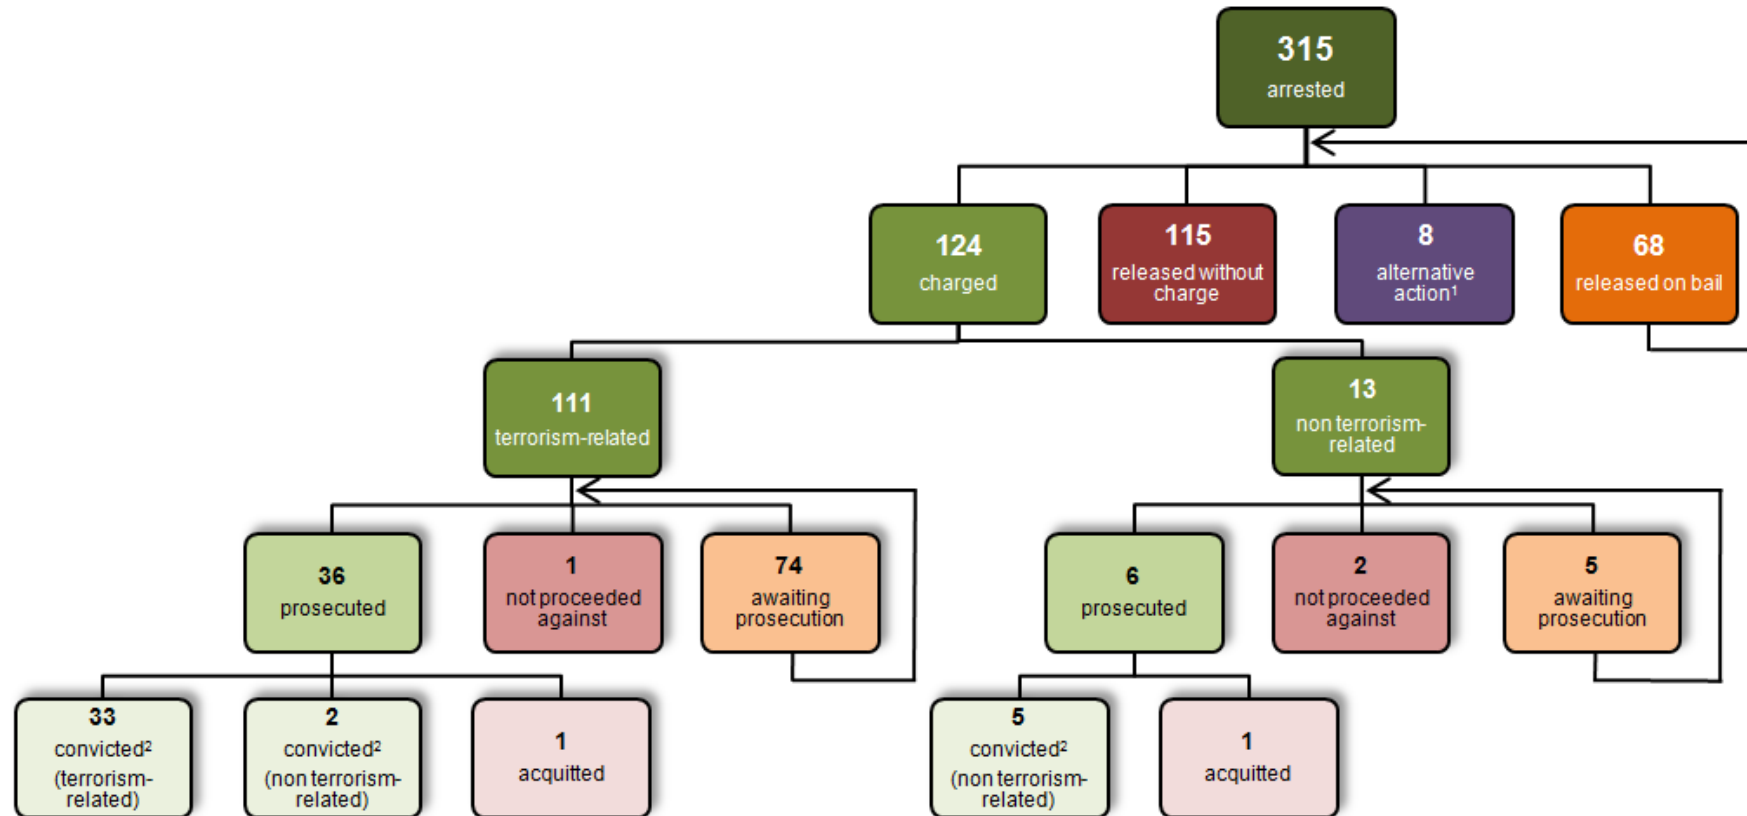 315
arrested
124
charged
115
released without
charge
8
alternative
action¹
68
released on bail
111
terrorism-related
13
non terrorism-
related
36
prosecuted
1
not proceeded
against
74
awaiting
prosecution
6
prosecuted
2
not proceeded
against
5
awaiting
prosecution
33
convicted²
(terrorism-
related)
2
convicted²
(non terrorism-
related)
1
acquitted
5
convicted²
(non terrorism-
related)
1
acquitted